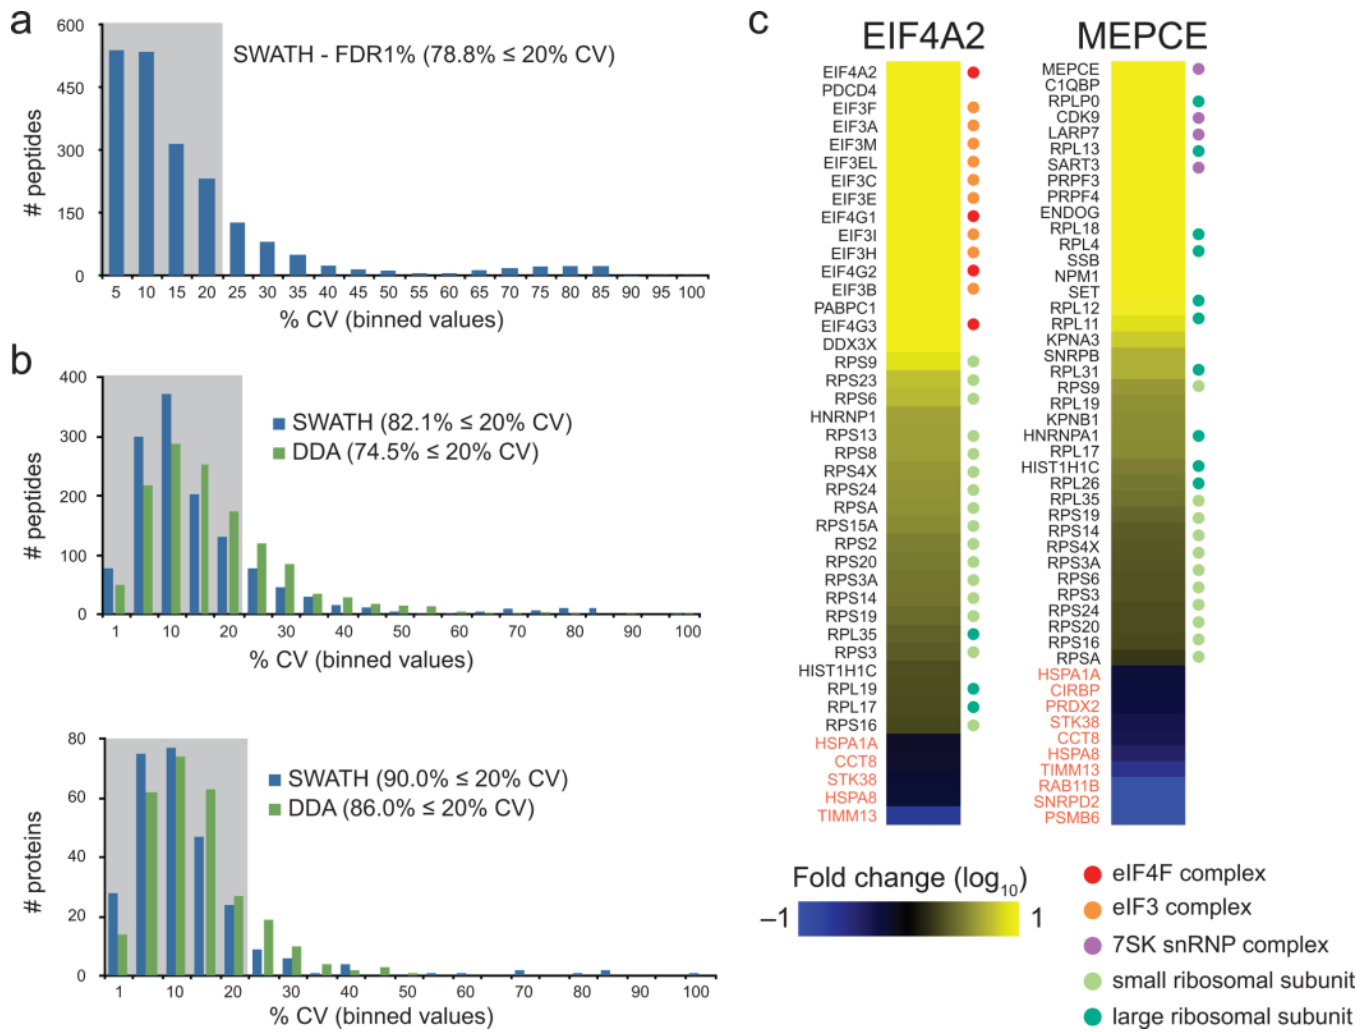 a
600
450
300
150
0
# peptides
SWATH - FDR1% (78.8% ≤ 20% CV)
5 10 15 20 25 30 35 40 45 50 55 60 65 70 75 80 85 90 95 100
% CV (binned values)
b
400
300
200
100
0
# peptides
SWATH (82.1% ≤ 20% CV)
DDA (74.5% ≤ 20% CV)
1 10 20 30 40 50 60 70 80 90 100
% CV (binned values)
80
60
40
20
0
# proteins
SWATH (90.0% ≤ 20% CV)
DDA (86.0% ≤ 20% CV)
1 10 20 30 40 50 60 70 80 90 100
% CV (binned values)
c
EIF4A2
EIF4A2
PDCD4
EIF3F
EIF3A
EIF3M
EIF3EL
EIF3C
EIF3E
EIF4G1
EIF3I
EIF3H
EIF4G2
EIF3B
PABPC1
EIF4G3
DDX3X
RPS9
RPS23
RPS6
HNRNP1
RPS13
RPS8
RPS4X
RPS24
RPSA
RPS15A
RPS2
RPS20
RPS3A
RPS14
RPS19
RPL35
RPS3
HIST1H1C
RPL19
RPL17
RPS16
HSPA1A
CCT8
STK38
HSPA8
TIMM13
MEPCE
MEPCE
C1QBP
RPLP0
CDK9
LARP7
RPL13
SART3
PRPF3
PRPF4
ENDOG
RPL18
RPL4
SSB
NPM1
SET
RPL12
RPL11
KPNA3
SNRPB
RPL31
RPS9
RPL19
KPNB1
HNRNPA1
RPL17
HIST1H1C
RPL26
RPL35
RPS19
RPS14
RPS4X
RPS3A
RPS6
RPS3
RPS24
RPS20
RPS16
RPSA
HSPA1A
CIRBP
PRDX2
STK38
CCT8
HSPA8
TIMM13
RAB11B
SNRPD2
PSMB6
Fold change (log10)
–1 1
eIF4F complex
eIF3 complex
7SK snRNP complex
small ribosomal subunit
large ribosomal subunit